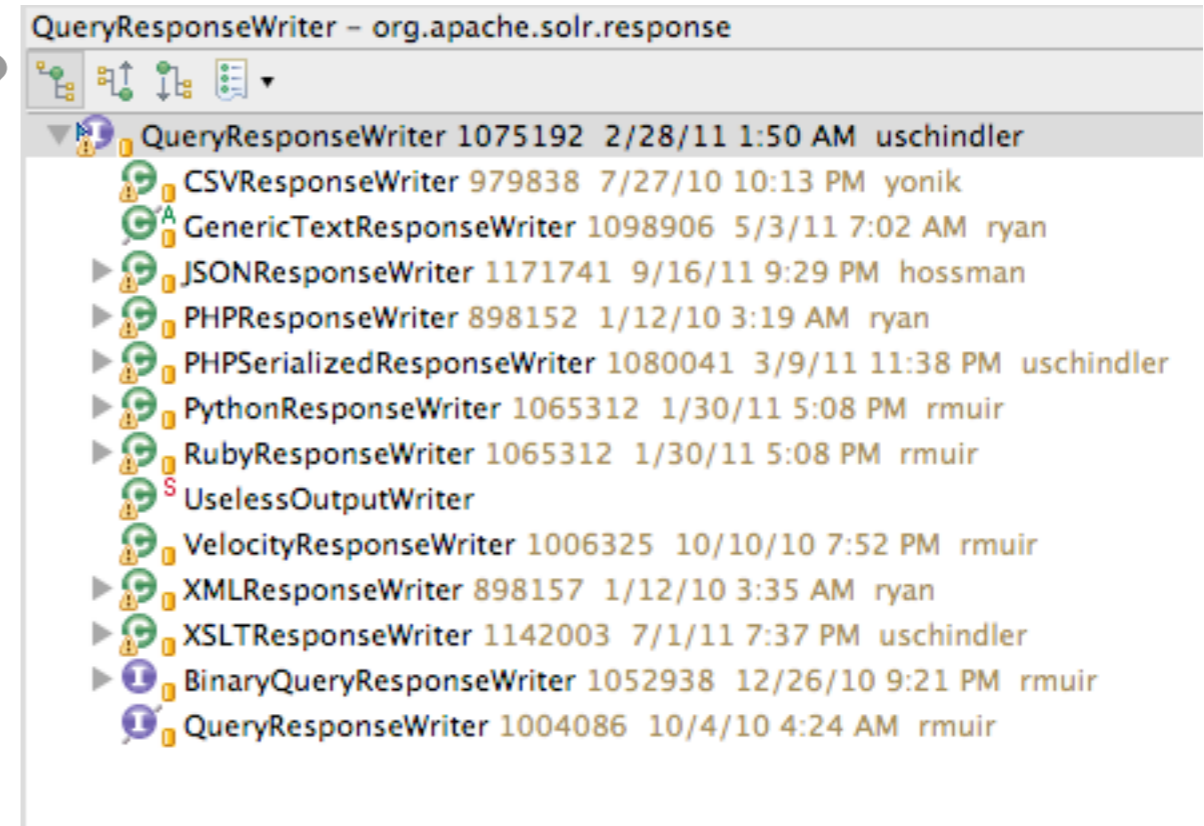 QueryResponseWriter – org.apache.solr.response
QueryResponseWriter 1075192 2/28/11 1:50 AM uschindler
CSVResponseWriter 979838 7/27/10 10:13 PM yonik
GenericTextResponseWriter 1098906 5/3/11 7:02 AM ryan
JSONResponseWriter 1171741 9/16/11 9:29 PM hossman
PHPResponseWriter 898152 1/12/10 3:19 AM ryan
PHPSerializedResponseWriter 1080041 3/9/11 11:38 PM uschindler
PythonResponseWriter 1065312 1/30/11 5:08 PM rmuir
RubyResponseWriter 1065312 1/30/11 5:08 PM rmuir
UselessOutputWriter
VelocityResponseWriter 1006325 10/10/10 7:52 PM rmuir
XMLResponseWriter 898157 1/12/10 3:35 AM ryan
XSLTResponseWriter 1142003 7/1/11 7:37 PM uschindler
BinaryQueryResponseWriter 1052938 12/26/10 9:21 PM rmuir
QueryResponseWriter 1004086 10/4/10 4:24 AM rmuir